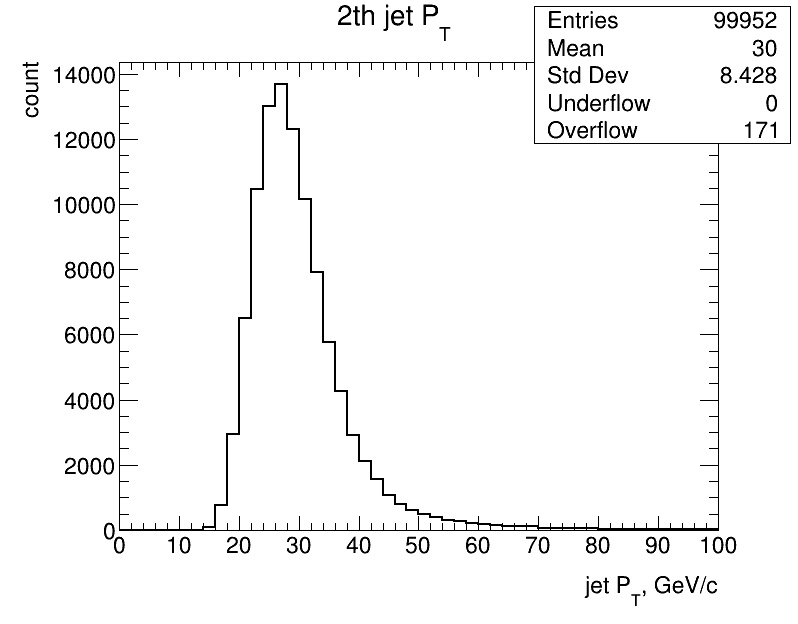 2th jet P_T
Entries 99952
Mean 30
Std Dev 8.428
Underflow 0
Overflow 171
count
14000
12000
10000
8000
6000
4000
2000
0
0 10 20 30 40 50 60 70 80 90 100
jet P_T, GeV/c